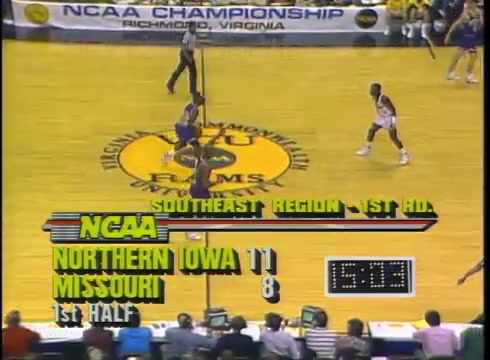 NCAA CHAMPIONSHIP
RICHMOND, VIRGINIA
VIRGINIA COMMONWEALTH
VCU
RAMS
UNIVERSITY
SOUTHEAST REGION - 1ST RD.
NCAA
NORTHERN IOWA 11
MISSOURI 8
1st HALF
15:03